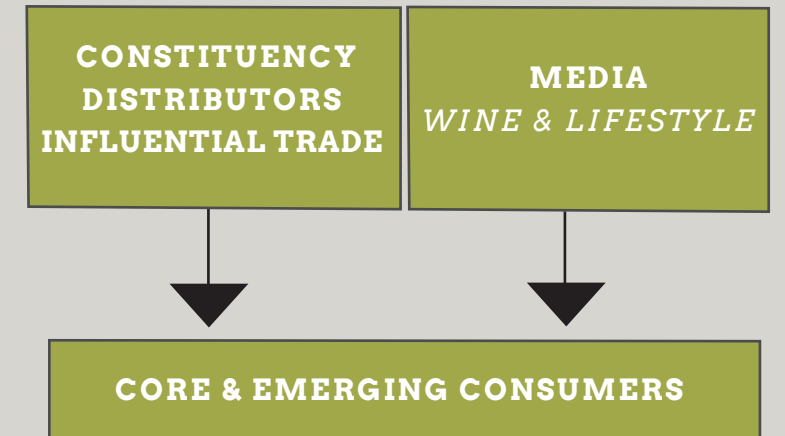 CONSTITUENCY
DISTRIBUTORS
INFLUENTIAL TRADE
MEDIA
WINE & LIFESTYLE
CORE & EMERGING CONSUMERS